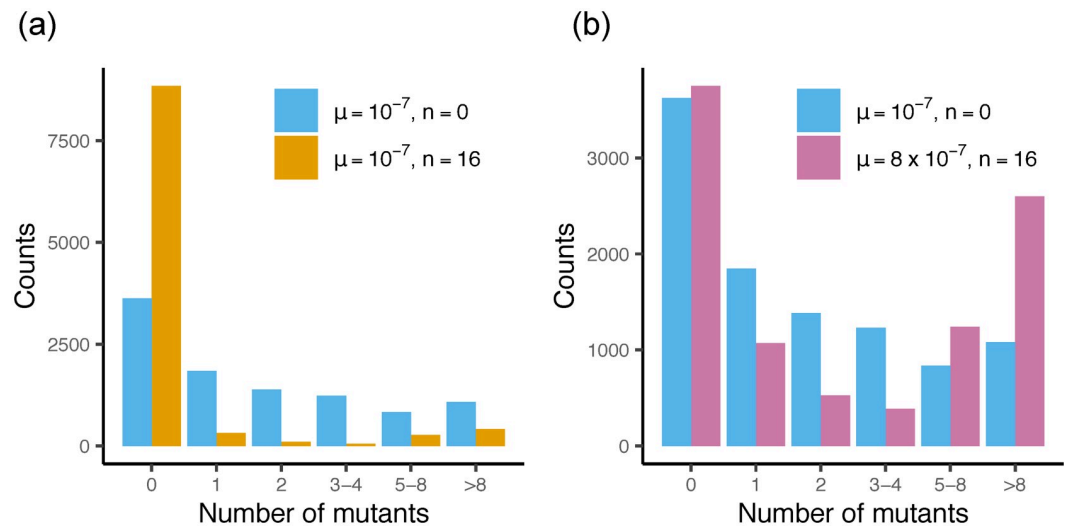 (a)
μ = 10⁻⁷, n = 0
μ = 10⁻⁷, n = 16
7500
5000
2500
0
Counts
0 1 2 3–4 5–8 >8
Number of mutants
(b)
μ = 10⁻⁷, n = 0
μ = 8 x 10⁻⁷, n = 16
3000
2000
1000
0
Counts
0 1 2 3–4 5–8 >8
Number of mutants